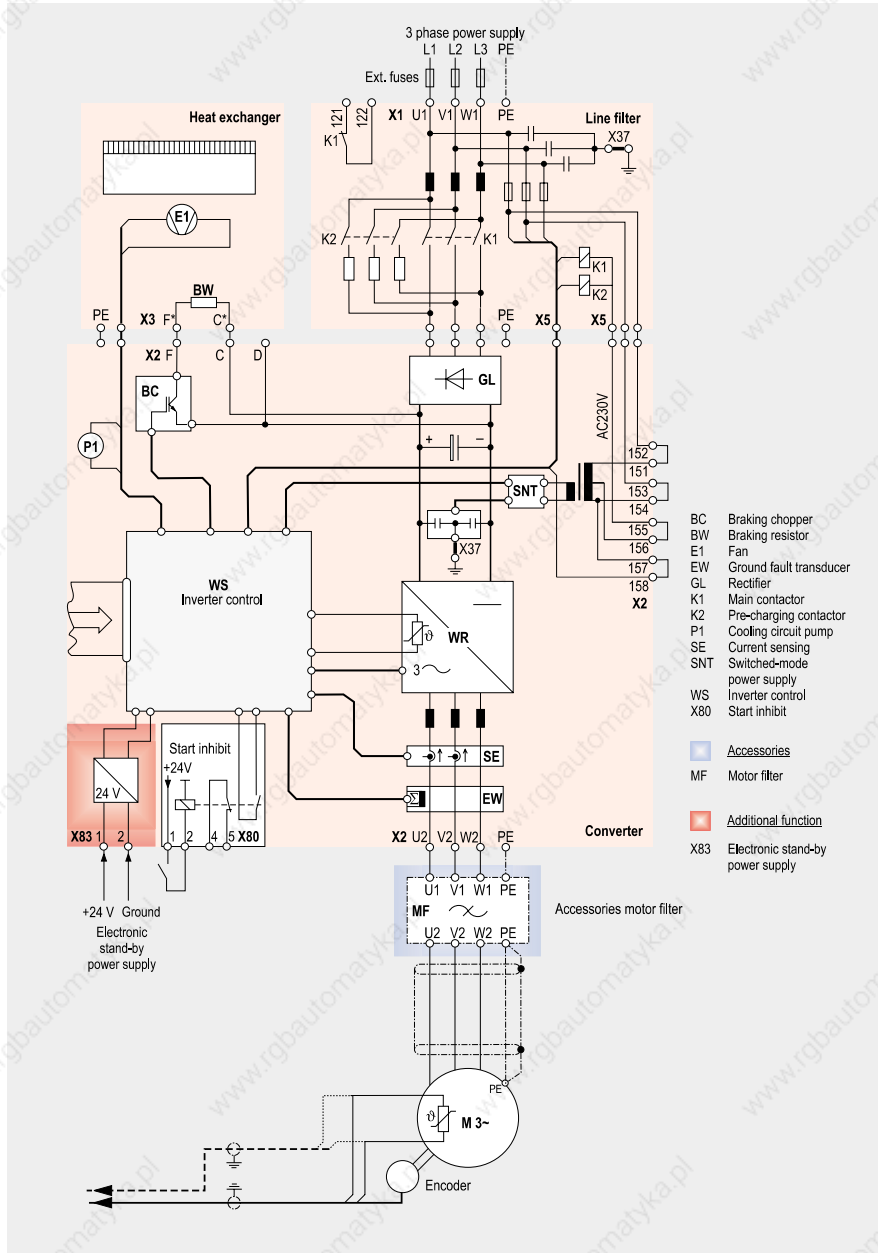 3 phase power supply
L1 L2 L3 PE
Ext. fuses
Heat exchanger
121
122
X1 U1 V1 W1 PE
Line filter
X37
K1
E1
K2
K1
K1
K2
BW
PE
X3 F* C*
PE
X5
X5
X2 F C D
BC
GL
AC230V
P1
+ −
152
151
153
154
155
156
157
158
X2
SNT
X37
WS
Inverter control
ϑ
WR
3
BC Braking chopper
BW Braking resistor
E1 Fan
EW Ground fault transducer
GL Rectifier
K1 Main contactor
K2 Pre-charging contactor
P1 Cooling circuit pump
SE Current sensing
SNT Switched-mode
power supply
WS Inverter control
X80 Start inhibit
Accessories
MF Motor filter
Additional function
X83 Electronic stand-by
power supply
Start inhibit
+24V
24 V
SE
EW
X83 1 2
1 2 4 5 X80
X2 U2 V2 W2 PE
Converter
U1 V1 W1 PE
MF
U2 V2 W2 PE
Accessories motor filter
+24 V Ground
Electronic
stand-by
power supply
PE
ϑ
M 3~
Encoder
www.rgbautomatyka.pl